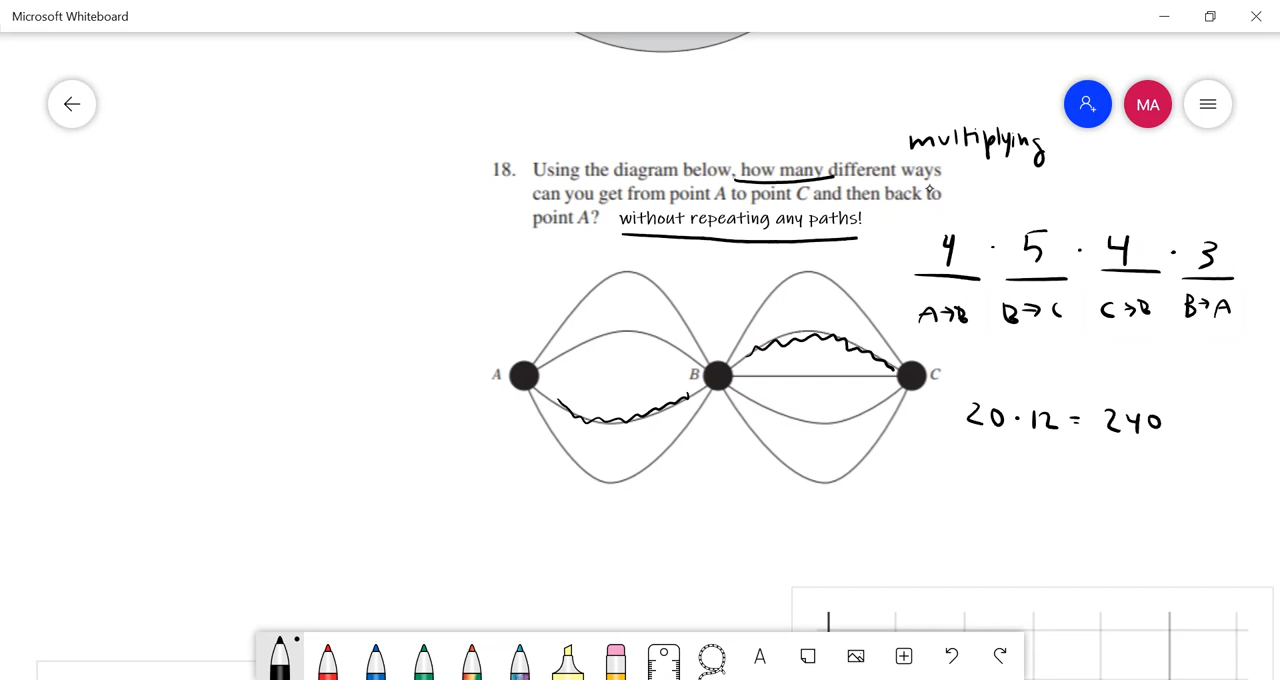 Microsoft Whiteboard
MA
multiplying
18. Using the diagram below, how many different ways
can you get from point A to point C and then back to
point A? without repeating any paths!
4 · 5 · 4 · 3
A→B B→C C→B B→A
A B C
20 · 12 = 240
A